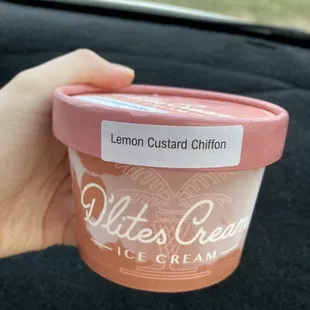 Lemon Custard Chiffon
D'lites Cream
ICE CREAM